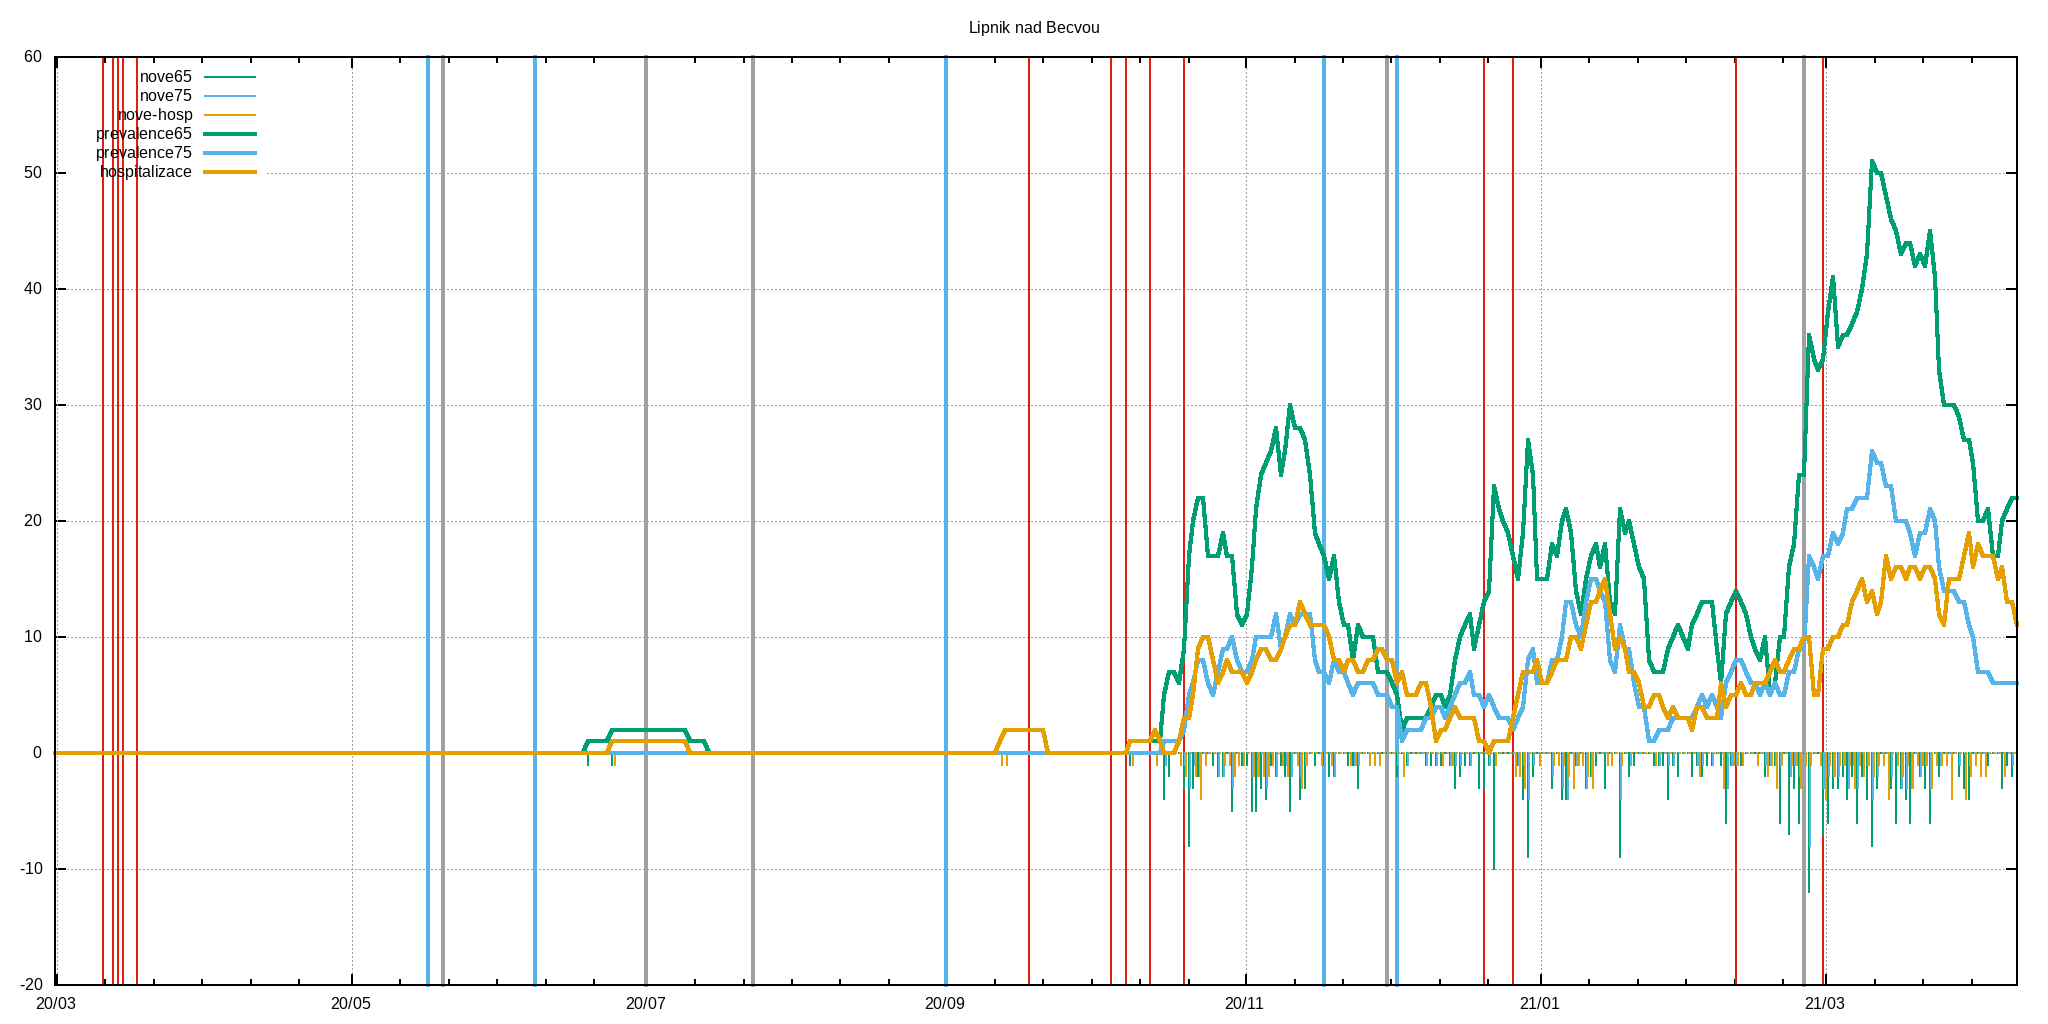 Lipnik nad Becvou
60
50
40
30
20
10
0
-10
-20
nove65
nove75
nove-hosp
prevalence65
prevalence75
hospitalizace
20/03 20/05 20/07 20/09 20/11 21/01 21/03